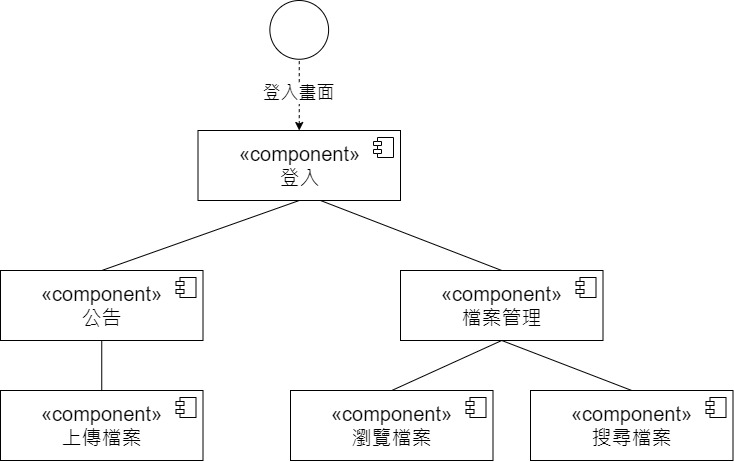 登入畫面
«component»
登入
«component»
公告
«component»
檔案管理
«component»
上傳檔案
«component»
瀏覽檔案
«component»
搜尋檔案